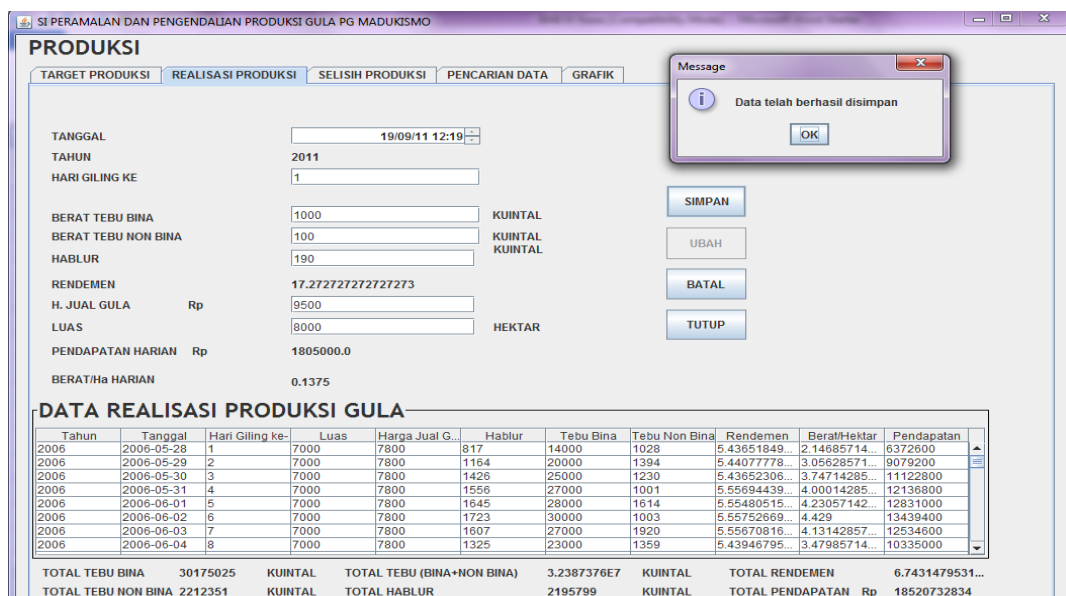 SI PERAMALAN DAN PENGENDALIAN PRODUKSI GULA PG MADUKISMO
PRODUKSI
TARGET PRODUKSI REALISASI PRODUKSI SELISIH PRODUKSI PENCARIAN DATA GRAFIK
Message
Data telah berhasil disimpan
OK
TANGGAL 19/09/11 12:19
TAHUN 2011
HARI GILING KE 1
BERAT TEBU BINA 1000 KUINTAL
BERAT TEBU NON BINA 100 KUINTAL
HABLUR 190 KUINTAL
RENDEMEN 17.272727272727273
H. JUAL GULA Rp 9500
LUAS 8000 HEKTAR
PENDAPATAN HARIAN Rp 1805000.0
BERAT/Ha HARIAN 0.1375
SIMPAN
UBAH
BATAL
TUTUP
DATA REALISASI PRODUKSI GULA
Tahun Tanggal Hari Giling ke- Luas Harga Jual G... Hablur Tebu Bina Tebu Non Bina Rendemen Berat/Hektar Pendapatan
2006 2006-05-28 1 7000 7800 817 14000 1028 5.43651849... 2.14685714... 6372600
2006 2006-05-29 2 7000 7800 1164 20000 1394 5.44077778... 3.05628571... 9079200
2006 2006-05-30 3 7000 7800 1426 25000 1230 5.43652306... 3.74714285... 11122800
2006 2006-05-31 4 7000 7800 1556 27000 1001 5.55694439... 4.00014285... 12136800
2006 2006-06-01 5 7000 7800 1645 28000 1614 5.55480515... 4.23057142... 12831000
2006 2006-06-02 6 7000 7800 1723 30000 1003 5.55752669... 4.429 13439400
2006 2006-06-03 7 7000 7800 1607 27000 1920 5.55670816... 4.13142857... 12534600
2006 2006-06-04 8 7000 7800 1325 23000 1359 5.43946795... 3.47985714... 10335000
TOTAL TEBU BINA 30175025 KUINTAL TOTAL TEBU (BINA+NON BINA) 3.2387376E7 KUINTAL TOTAL RENDEMEN 6.7431479531...
TOTAL TEBU NON BINA 2212351 KUINTAL TOTAL HABLUR 2195799 KUINTAL TOTAL PENDAPATAN Rp 18520732834